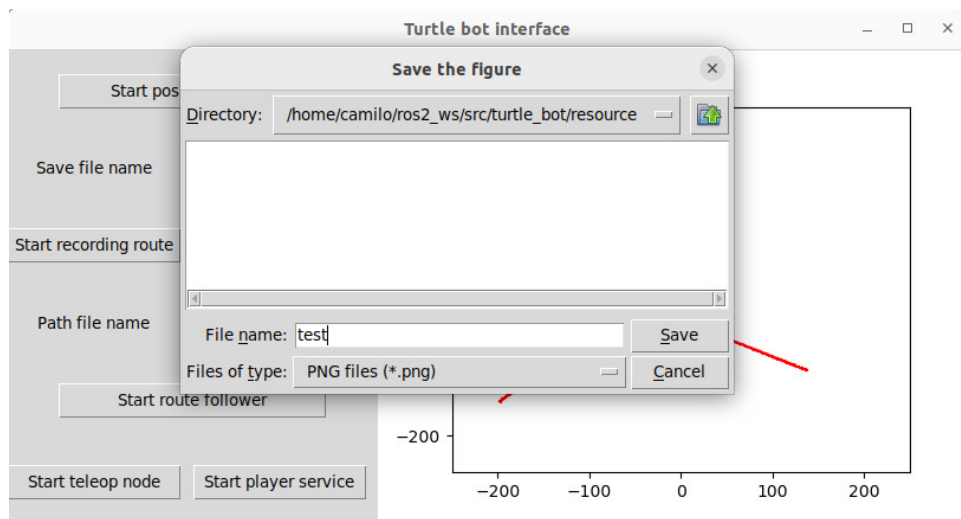 Turtle bot interface
Save the figure
Start pos
Directory: /home/camilo/ros2_ws/src/turtle_bot/resource
Save file name
Start recording route
Path file name
File name: test Save
Files of type: PNG files (*.png) Cancel
Start route follower
−200
Start teleop node Start player service
−200 −100 0 100 200